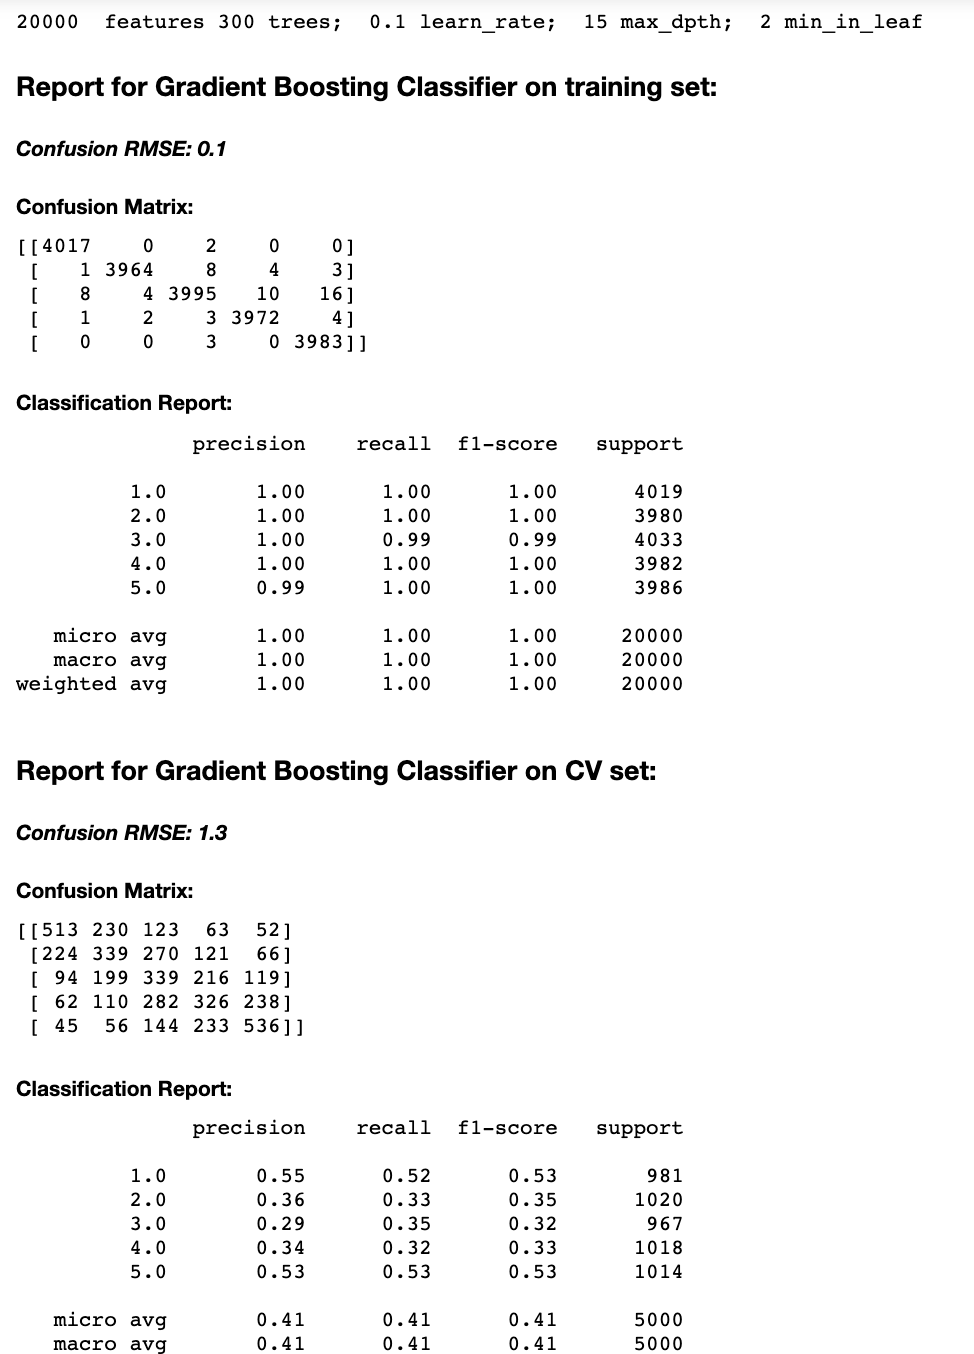 20000  features 300 trees;  0.1 learn_rate;  15 max_dpth;  2 min_in_leaf
Report for Gradient Boosting Classifier on training set:
Confusion RMSE: 0.1
Confusion Matrix:
[[4017    0    2    0    0]
 [   1 3964    8    4    3]
 [   8    4 3995   10   16]
 [   1    2    3 3972    4]
 [   0    0    3    0 3983]]
Classification Report:
              precision    recall  f1-score   support
         1.0       1.00      1.00      1.00      4019
         2.0       1.00      1.00      1.00      3980
         3.0       1.00      0.99      0.99      4033
         4.0       1.00      1.00      1.00      3982
         5.0       0.99      1.00      1.00      3986
   micro avg       1.00      1.00      1.00     20000
   macro avg       1.00      1.00      1.00     20000
weighted avg       1.00      1.00      1.00     20000
Report for Gradient Boosting Classifier on CV set:
Confusion RMSE: 1.3
Confusion Matrix:
[[513 230 123  63  52]
 [224 339 270 121  66]
 [ 94 199 339 216 119]
 [ 62 110 282 326 238]
 [ 45  56 144 233 536]]
Classification Report:
              precision    recall  f1-score   support
         1.0       0.55      0.52      0.53       981
         2.0       0.36      0.33      0.35      1020
         3.0       0.29      0.35      0.32       967
         4.0       0.34      0.32      0.33      1018
         5.0       0.53      0.53      0.53      1014
   micro avg       0.41      0.41      0.41      5000
   macro avg       0.41      0.41      0.41      5000